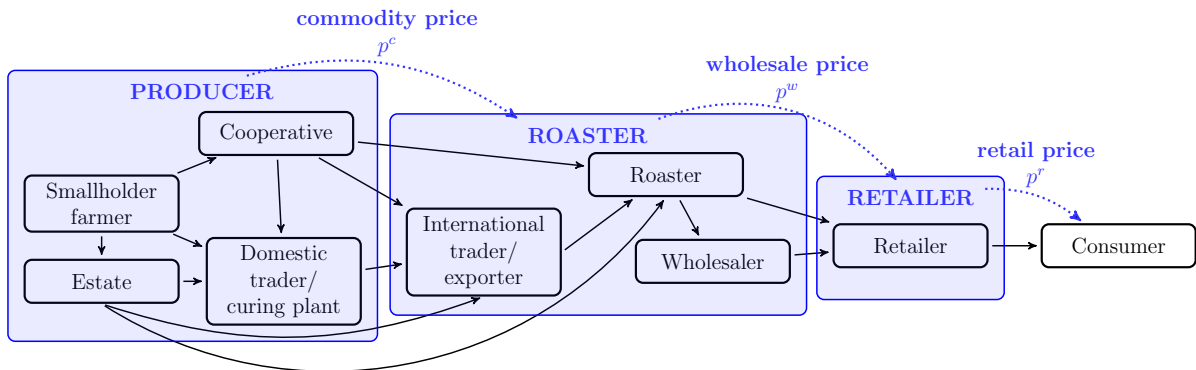 commodity price
p^c
wholesale price
p^w
retail price
p^r
PRODUCER
Cooperative
Smallholder
farmer
Estate
Domestic
trader/
curing plant
ROASTER
International
trader/
exporter
Roaster
Wholesaler
RETAILER
Retailer
Consumer